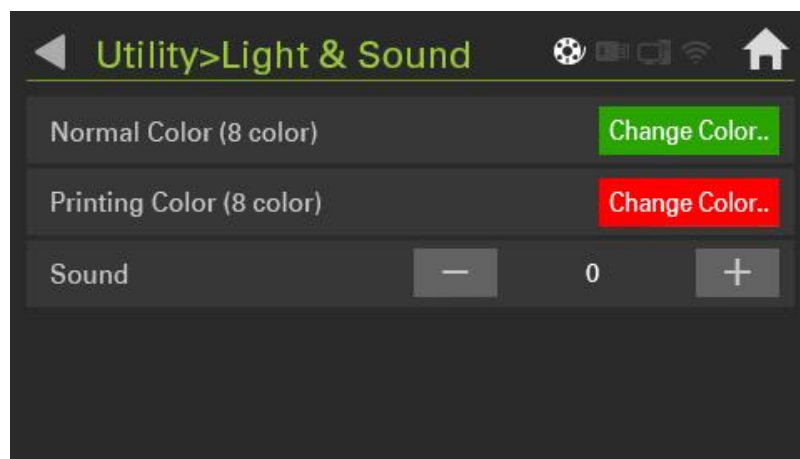 Utility>Light & Sound
Normal Color (8 color) Change Color..
Printing Color (8 color) Change Color..
Sound — 0 +